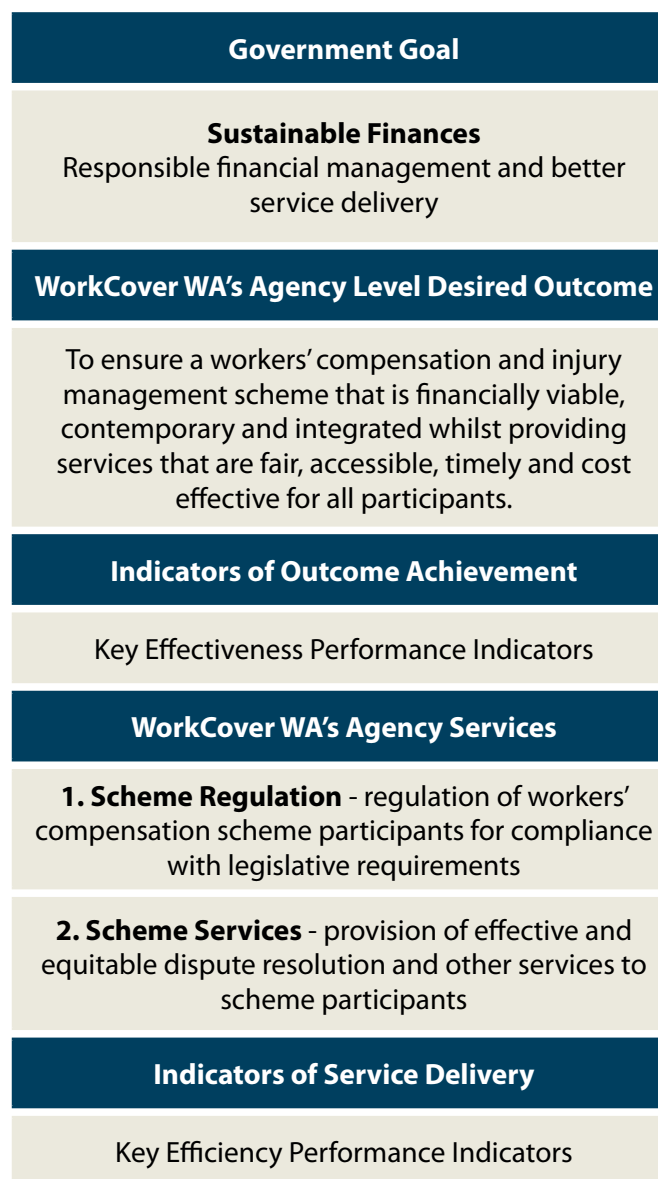 Government Goal
Sustainable Finances
Responsible financial management and better
service delivery
WorkCover WA’s Agency Level Desired Outcome
To ensure a workers’ compensation and injury
management scheme that is financially viable,
contemporary and integrated whilst providing
services that are fair, accessible, timely and cost
effective for all participants.
Indicators of Outcome Achievement
Key Effectiveness Performance Indicators
WorkCover WA’s Agency Services
1. Scheme Regulation - regulation of workers’
compensation scheme participants for compliance
with legislative requirements
2. Scheme Services - provision of effective and
equitable dispute resolution and other services to
scheme participants
Indicators of Service Delivery
Key Efficiency Performance Indicators